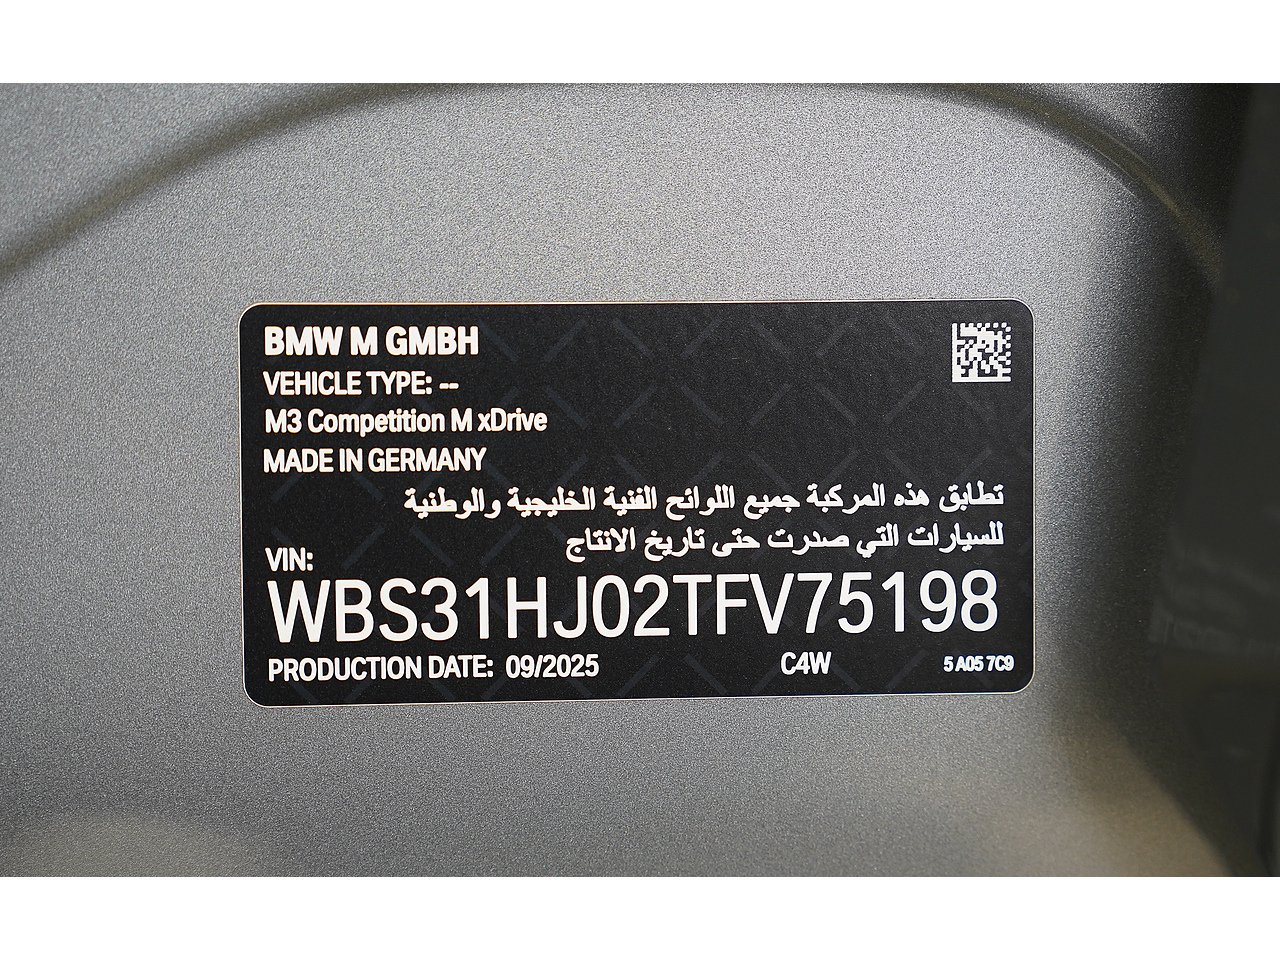 BMW M GMBH
VEHICLE TYPE: --
M3 Competition M xDrive
MADE IN GERMANY
تطابق هذه المركبة جميع اللوائح الفنية الخليجية والوطنية
للسيارات التي صدرت حتى تاريخ الانتاج
VIN:
WBS31HJ02TFV75198
PRODUCTION DATE: 09/2025 C4W 5 A05 7C9